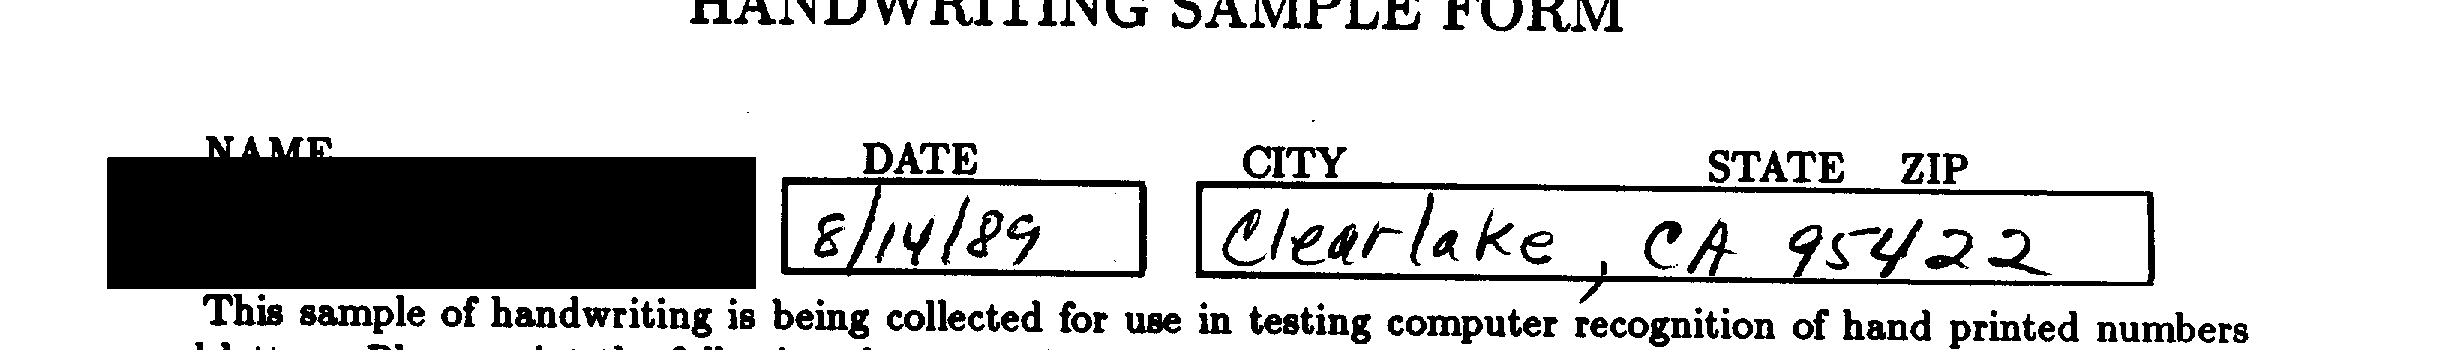 HANDWRITING SAMPLE FORM
NAME DATE CITY STATE ZIP
8/14/89 Clearlake, CA 95422
This sample of handwriting is being collected for use in testing computer recognition of hand printed numbers